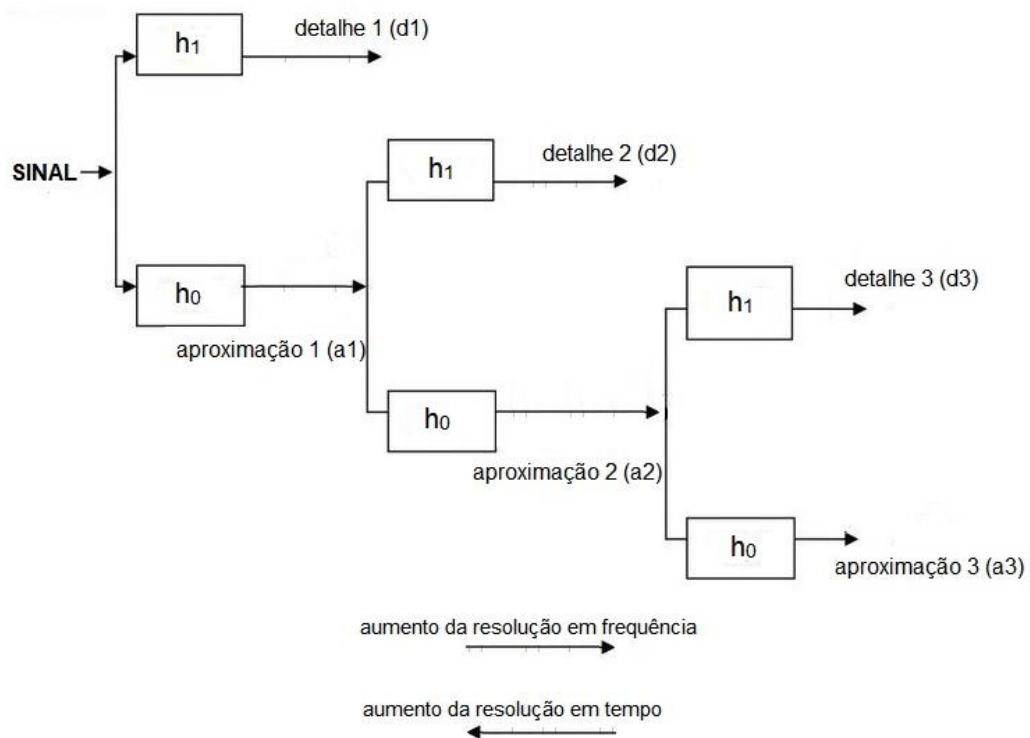 h1
detalhe 1 (d1)
SINAL
h1
detalhe 2 (d2)
h0
aproximação 1 (a1)
h1
detalhe 3 (d3)
h0
aproximação 2 (a2)
h0
aproximação 3 (a3)
aumento da resolução em frequência
aumento da resolução em tempo